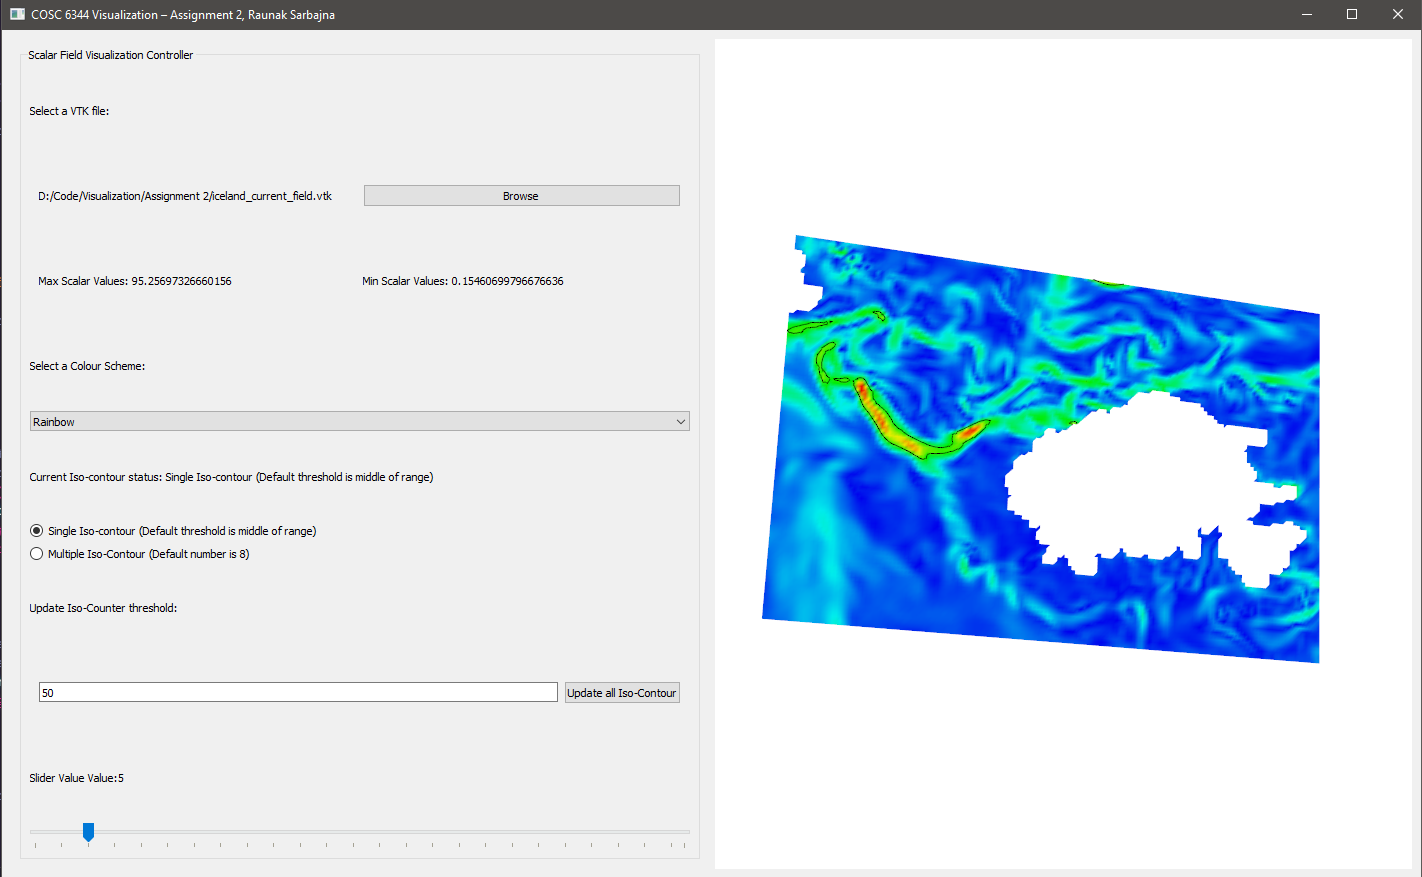 COSC 6344 Visualization – Assignment 2, Raunak Sarbajna
Scalar Field Visualization Controller
Select a VTK file:
D:/Code/Visualization/Assignment 2/iceland_current_field.vtk
Browse
Max Scalar Values: 95.25697326660156
Min Scalar Values: 0.15460699796676636
Select a Colour Scheme:
Rainbow
Current Iso-contour status: Single Iso-contour (Default threshold is middle of range)
Single Iso-contour (Default threshold is middle of range)
Multiple Iso-Contour (Default number is 8)
Update Iso-Counter threshold:
50
Update all Iso-Contour
Slider Value Value:5